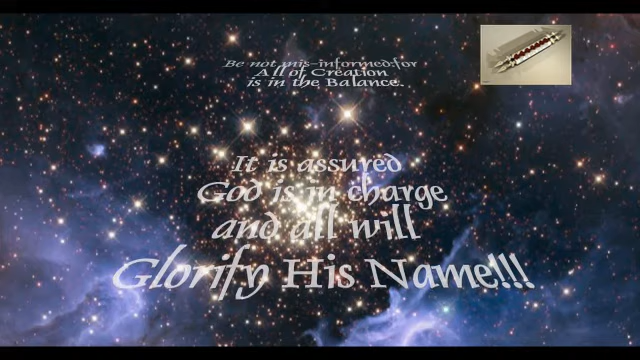 Be not mis-informed:for
All of Creation
is in the Balance.
It is assured
God is in charge
and all will
Glorify His Name!!!